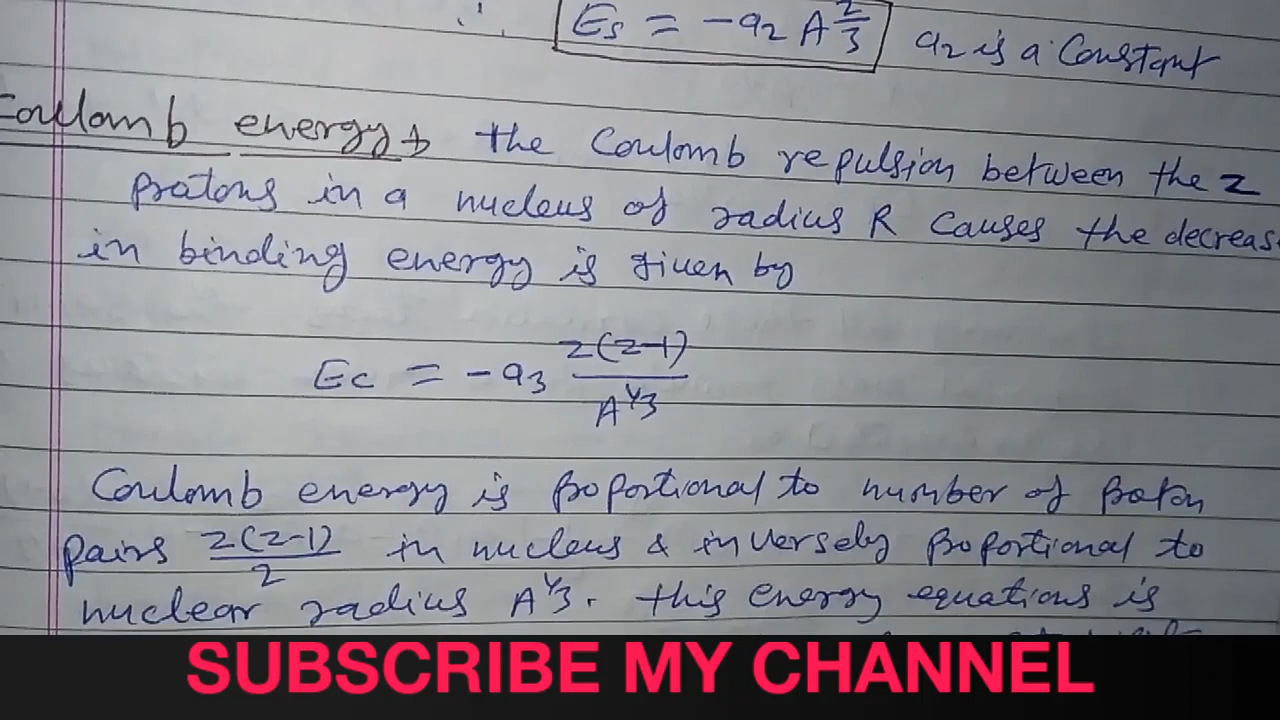 ∴ Es = -a2 A^2/3 a2 is a Constant
Coulomb energy → the Coulomb repulsion between the Z
protons in a nucleus of radius R causes the decreas
in binding energy is given by
Ec = -a3 Z(Z-1)/A^1/3
Coulomb energy is proportional to number of proton
pairs Z(Z-1)/2 in nucleus & inversely proportional to
nuclear radius A^1/3. this energy equations is
SUBSCRIBE MY CHANNEL